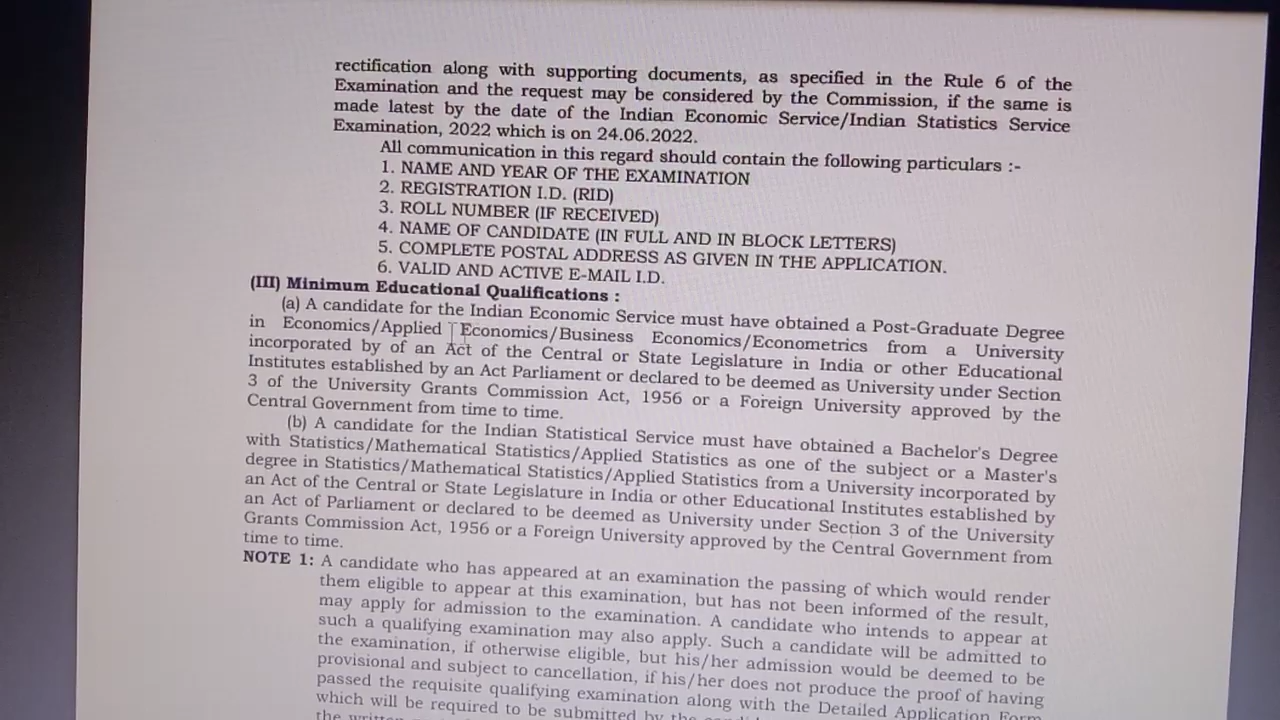 rectification along with supporting documents, as specified in the Rule 6 of the
Examination and the request may be considered by the Commission, if the same is
made latest by the date of the Indian Economic Service/Indian Statistics Service
Examination, 2022 which is on 24.06.2022.
All communication in this regard should contain the following particulars :-
1. NAME AND YEAR OF THE EXAMINATION
2. REGISTRATION I.D. (RID)
3. ROLL NUMBER (IF RECEIVED)
4. NAME OF CANDIDATE (IN FULL AND IN BLOCK LETTERS)
5. COMPLETE POSTAL ADDRESS AS GIVEN IN THE APPLICATION.
6. VALID AND ACTIVE E-MAIL I.D.
(III) Minimum Educational Qualifications :
(a) A candidate for the Indian Economic Service must have obtained a Post-Graduate Degree
in Economics/Applied Economics/Business Economics/Econometrics from a University
incorporated by of an Act of the Central or State Legislature in India or other Educational
Institutes established by an Act Parliament or declared to be deemed as University under Section
3 of the University Grants Commission Act, 1956 or a Foreign University approved by the
Central Government from time to time.
(b) A candidate for the Indian Statistical Service must have obtained a Bachelor's Degree
with Statistics/Mathematical Statistics/Applied Statistics as one of the subject or a Master's
degree in Statistics/Mathematical Statistics/Applied Statistics from a University incorporated by
an Act of the Central or State Legislature in India or other Educational Institutes established by
an Act of Parliament or declared to be deemed as University under Section 3 of the University
Grants Commission Act, 1956 or a Foreign University approved by the Central Government from
time to time.
NOTE 1: A candidate who has appeared at an examination the passing of which would render
them eligible to appear at this examination, but has not been informed of the result,
may apply for admission to the examination. A candidate who intends to appear at
such a qualifying examination may also apply. Such a candidate will be admitted to
the examination, if otherwise eligible, but his/her admission would be deemed to be
provisional and subject to cancellation, if his/her does not produce the proof of having
passed the requisite qualifying examination along with the Detailed Application Form
which will be required to be submitted by the
the